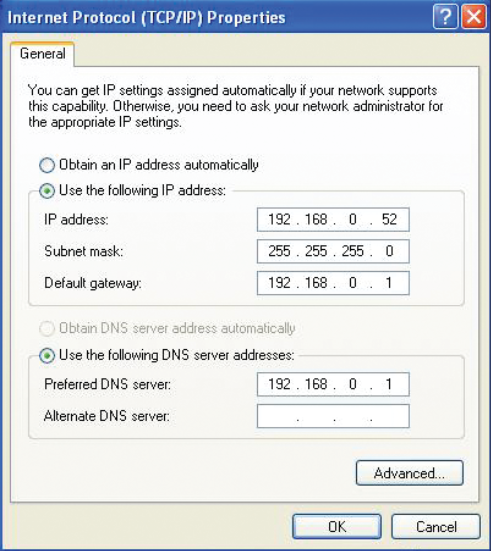 Internet Protocol (TCP/IP) Properties
General
You can get IP settings assigned automatically if your network supports
this capability. Otherwise, you need to ask your network administrator for
the appropriate IP settings.
Obtain an IP address automatically
Use the following IP address:
IP address: 192 . 168 . 0 . 52
Subnet mask: 255 . 255 . 255 . 0
Default gateway: 192 . 168 . 0 . 1
Obtain DNS server address automatically
Use the following DNS server addresses:
Preferred DNS server: 192 . 168 . 0 . 1
Alternate DNS server: . . .
Advanced...
OK Cancel